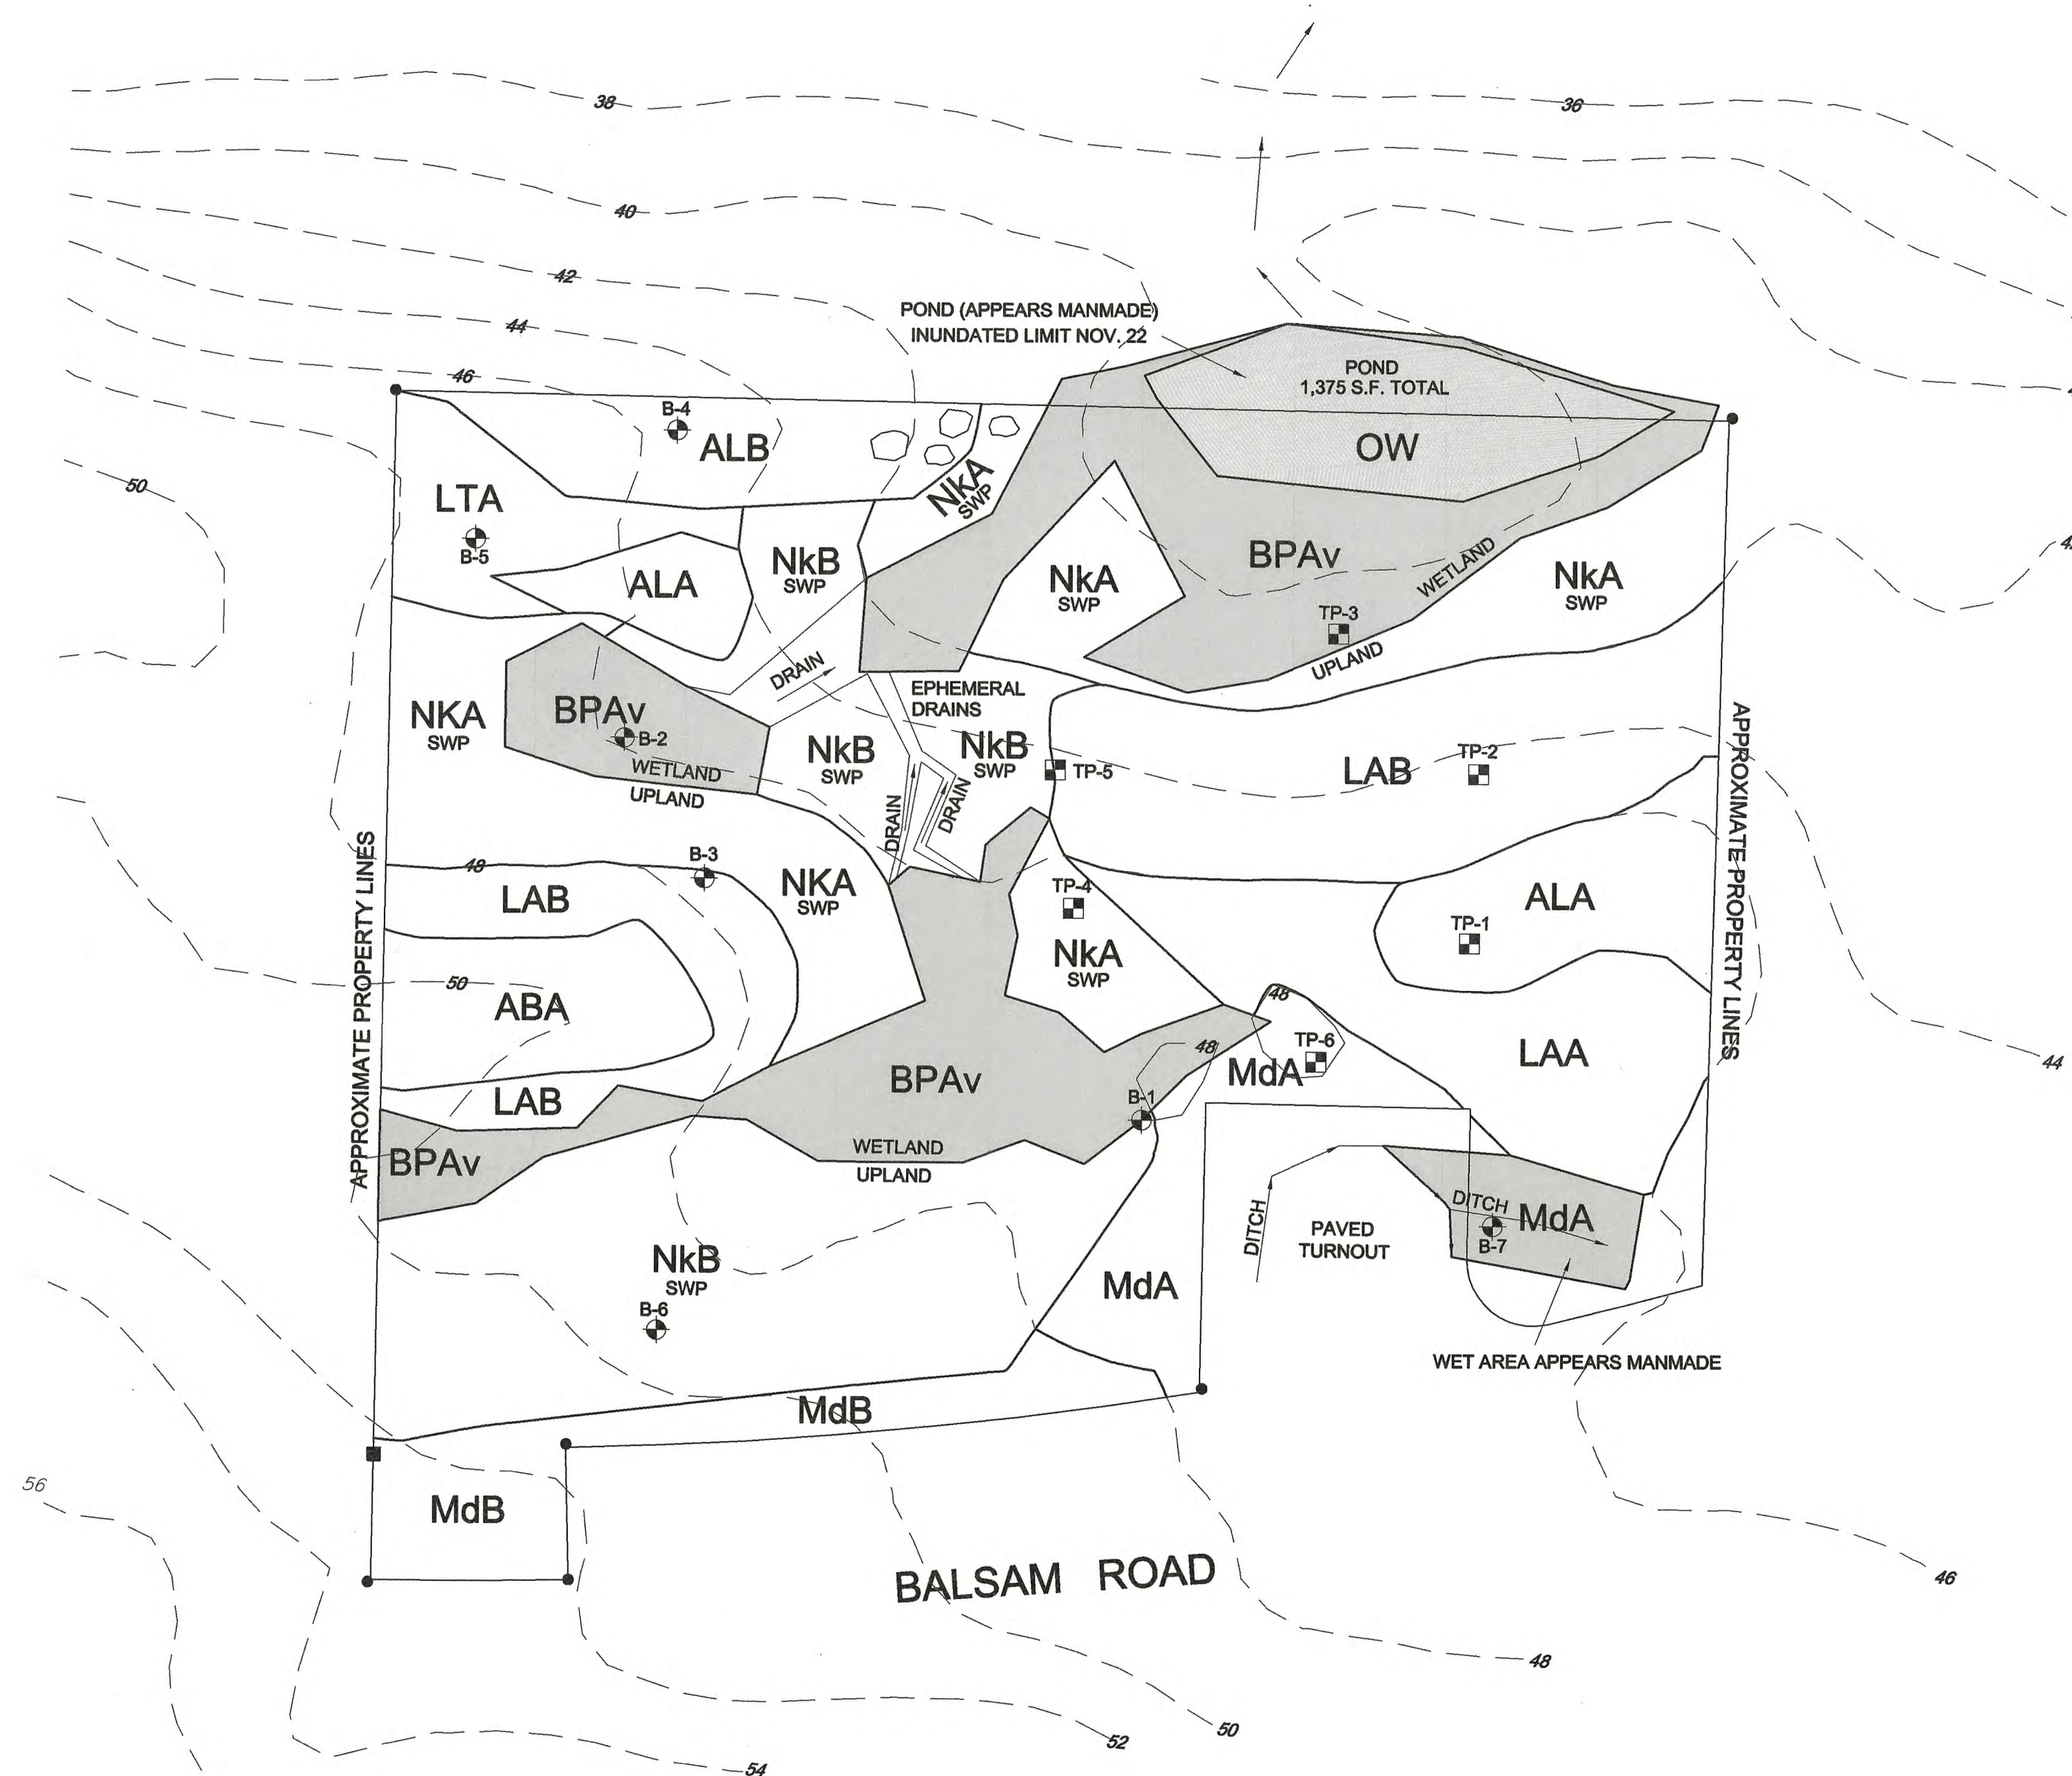 38
36
40
42
44
46
POND (APPEARS MANMADE)
INUNDATED LIMIT NOV. 22
POND
1,375 S.F. TOTAL
OW
B-4
ALB
50
LTA
B-5
NkA
SWP
ALA
NkB
SWP
NkA
SWP
BPAv
WETLAND
UPLAND
TP-3
NkA
SWP
DRAIN
EPHEMERAL
DRAINS
NKA
SWP
BPAv
B-2
WETLAND
UPLAND
NkB
SWP
NkB
SWP
TP-5
LAB
TP-2
APPROXIMATE PROPERTY LINES
DRAIN
DRAIN
APPROXIMATE PROPERTY LINES
48
B-3
LAB
NKA
SWP
TP-4
NkA
SWP
ALA
TP-1
50
ABA
48
TP-6
MdA
LAA
48
44
BPAv
B-1
LAB
BPAv
WETLAND
UPLAND
DITCH
PAVED
TURNOUT
DITCH
MdA
B-7
NkB
SWP
B-6
MdA
WET AREA APPEARS MANMADE
MdB
56
MdB
BALSAM ROAD
46
48
50
52
54